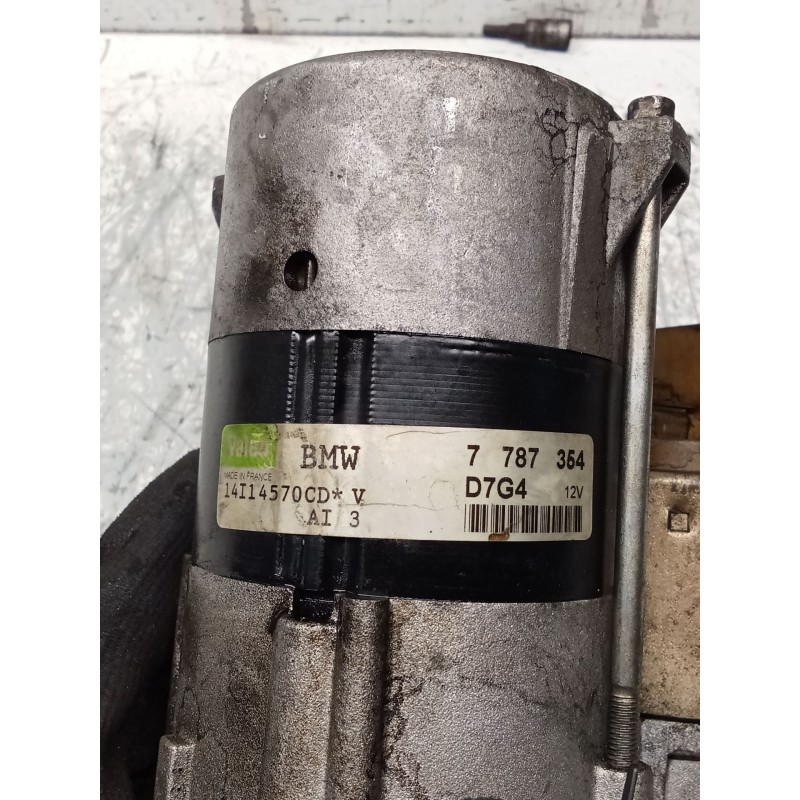 Valeo BMW 7 787 354
MADE IN FRANCE
14I14570CD* V D7G4 12V
AI 3